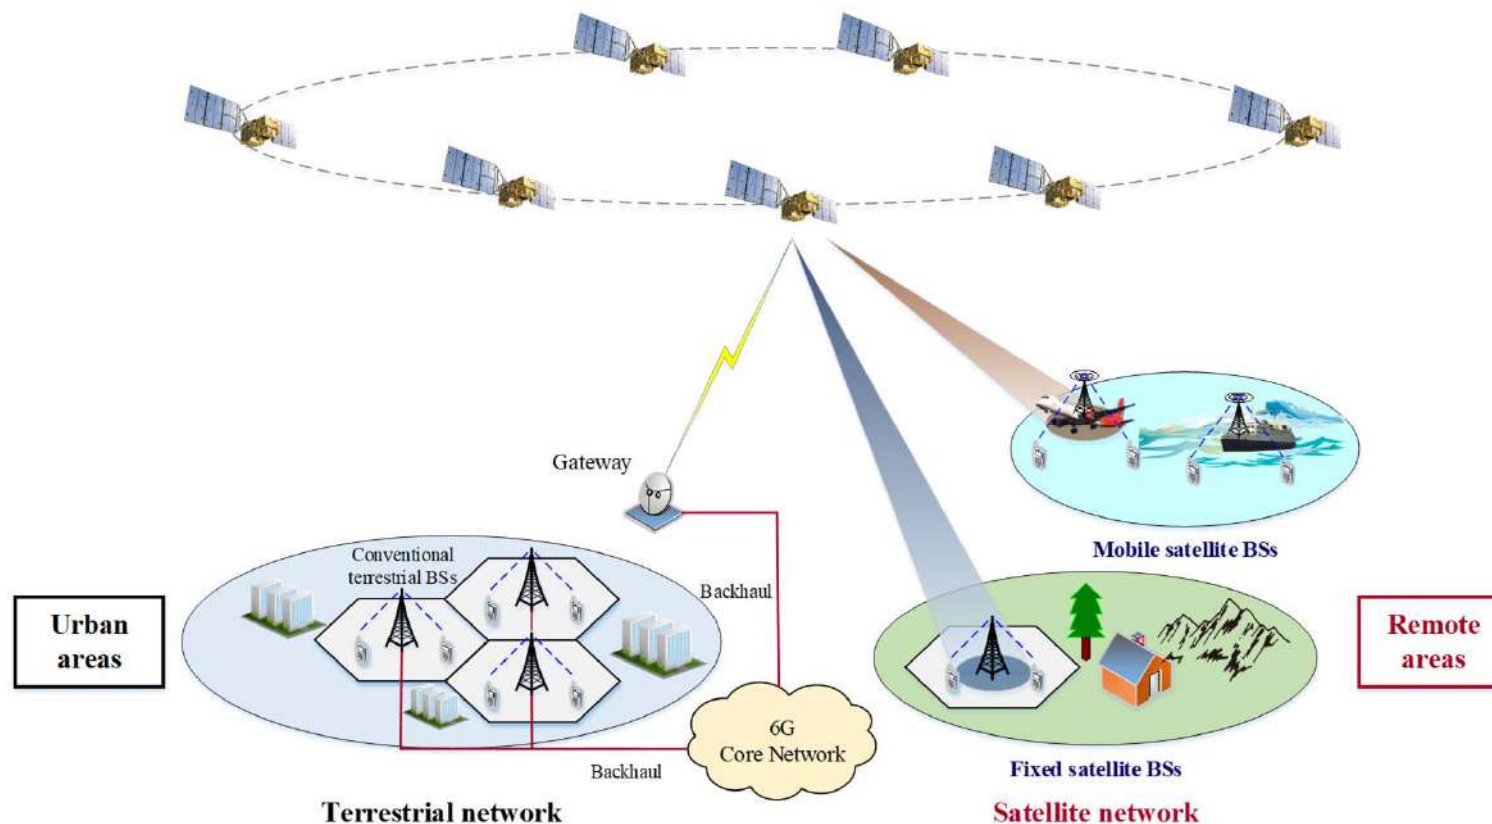 Gateway
Conventional
terrestrial BSs
Backhaul
Mobile satellite BSs
Urban
areas
Remote
areas
6G
Core Network
Backhaul
Fixed satellite BSs
Terrestrial network
Satellite network